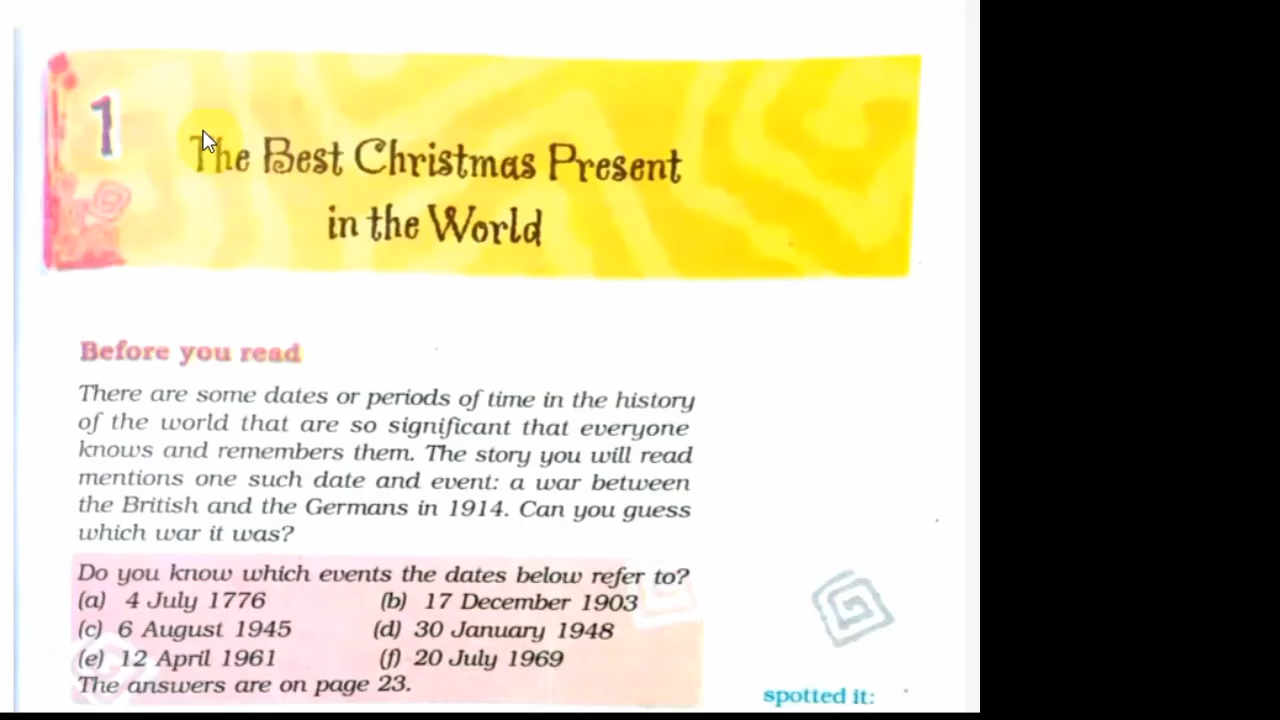 1
The Best Christmas Present
in the World
Before you read
There are some dates or periods of time in the history
of the world that are so significant that everyone
knows and remembers them. The story you will read
mentions one such date and event: a war between
the British and the Germans in 1914. Can you guess
which war it was?
Do you know which events the dates below refer to?
(a) 4 July 1776 (b) 17 December 1903
(c) 6 August 1945 (d) 30 January 1948
(e) 12 April 1961 (f) 20 July 1969
The answers are on page 23.
spotted it: